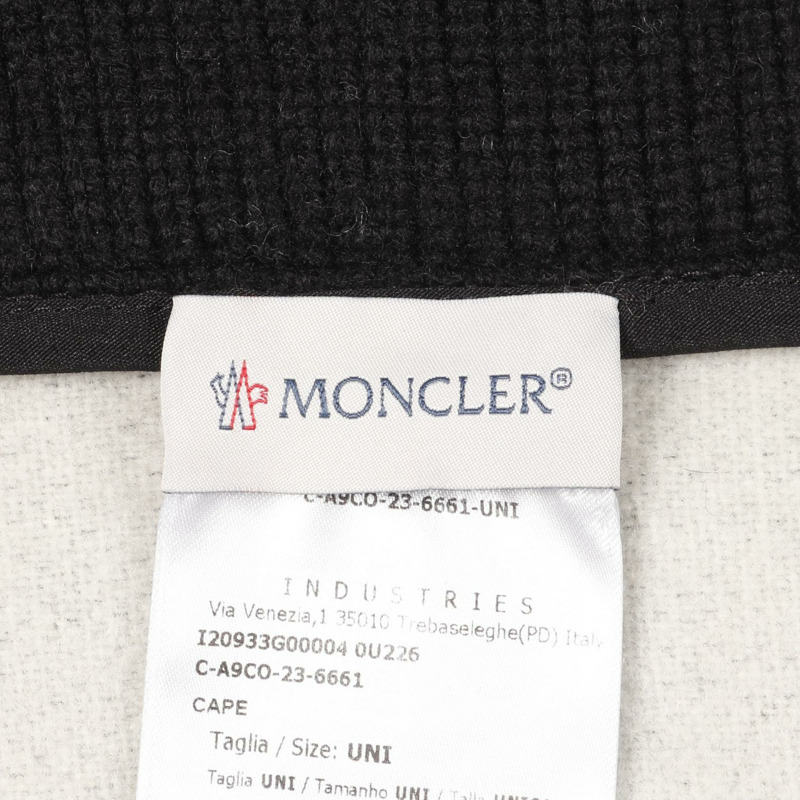 MONCLER®
C-A9CO-23-6661-UNI
INDUSTRIES
Via Venezia,1 35010 Trebaseleghe(PD) Italy
I20933G00004 0U226
C-A9CO-23-6661
CAPE
Taglia / Size: UNI
Taglia UNI / Tamanho UNI / Talla